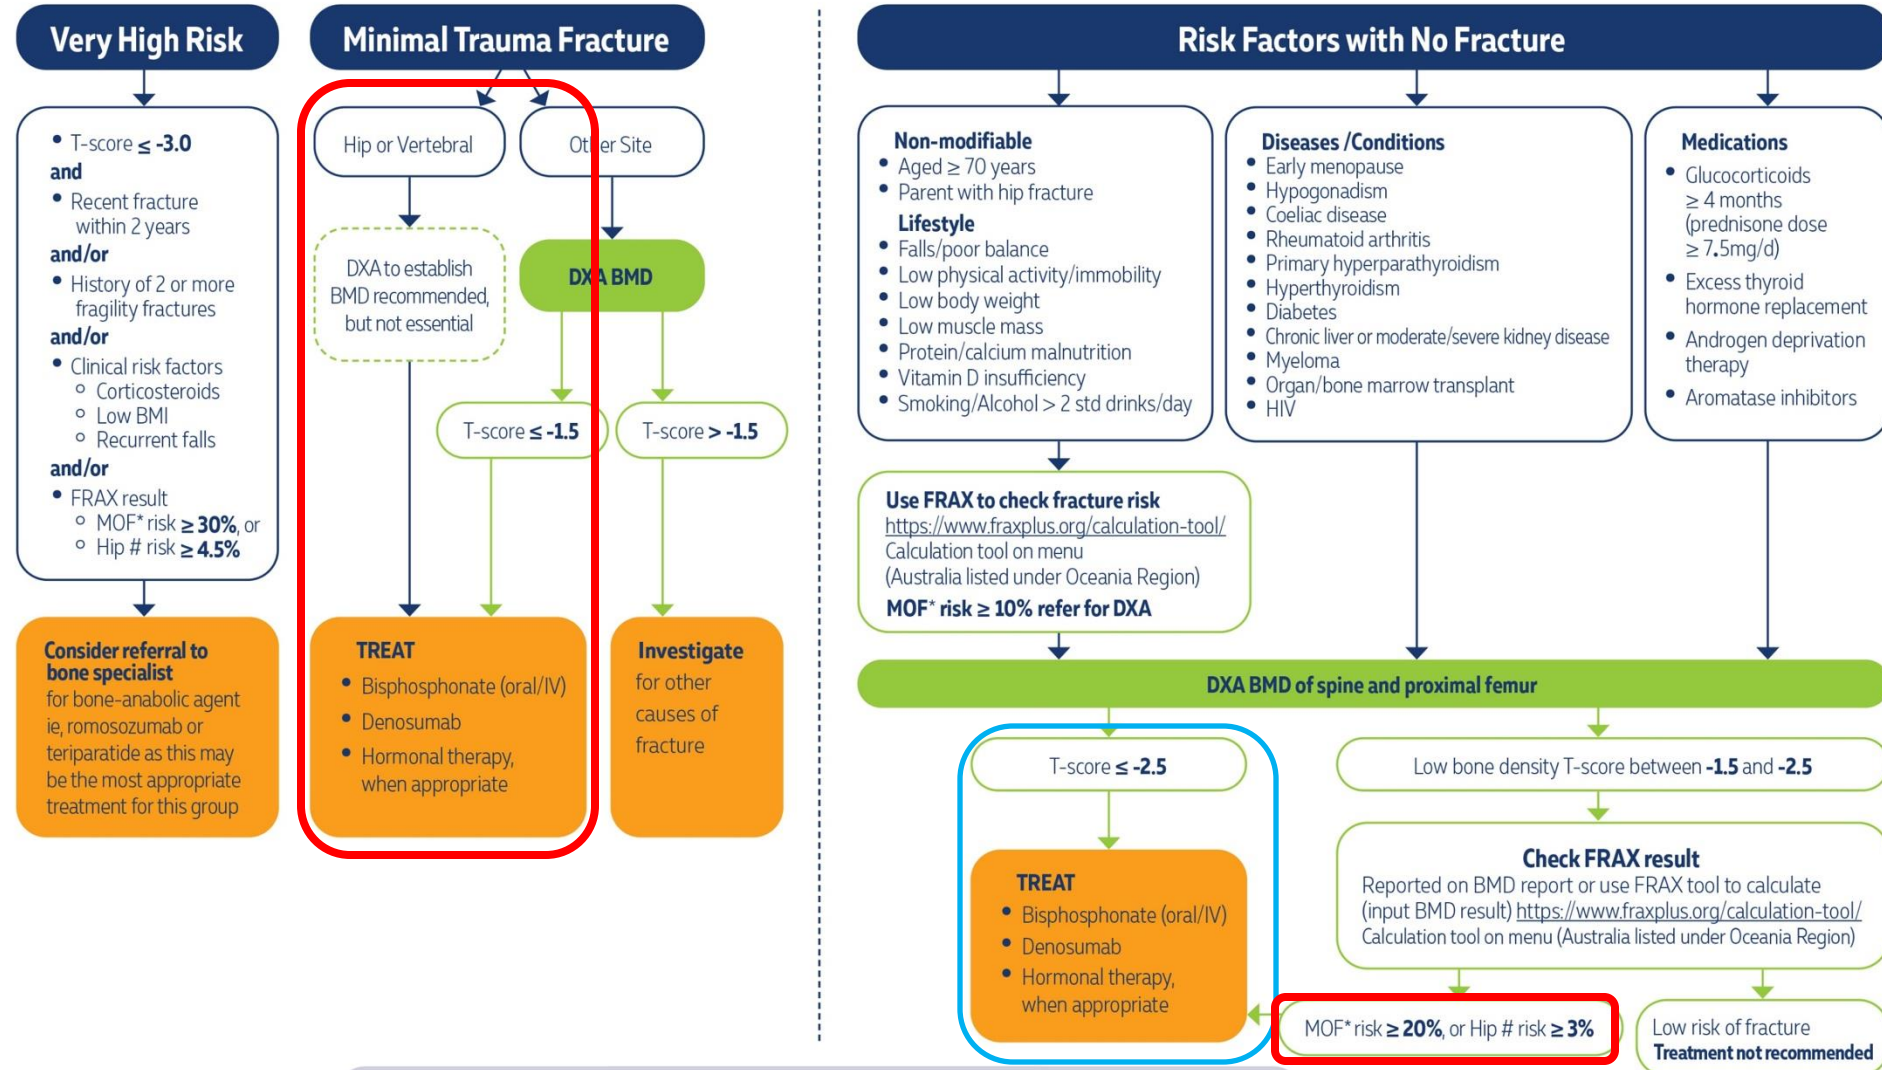 Very High Risk
• T-score ≤ -3.0
and
• Recent fracture
within 2 years
and/or
• History of 2 or more
fragility fractures
and/or
• Clinical risk factors
○ Corticosteroids
○ Low BMI
○ Recurrent falls
and/or
• FRAX result
○ MOF* risk ≥ 30%, or
○ Hip # risk ≥ 4.5%
Consider referral to
bone specialist
for bone-anabolic agent
ie, romosozumab or
teriparatide as this may
be the most appropriate
treatment for this group
Minimal Trauma Fracture
Hip or Vertebral
Other Site
DXA to establish
BMD recommended,
but not essential
DXA BMD
T-score ≤ -1.5
T-score > -1.5
TREAT
• Bisphosphonate (oral/IV)
• Denosumab
• Hormonal therapy,
when appropriate
Investigate
for other
causes of
fracture
Risk Factors with No Fracture
Non-modifiable
• Aged ≥ 70 years
• Parent with hip fracture
Lifestyle
• Falls/poor balance
• Low physical activity/immobility
• Low body weight
• Low muscle mass
• Protein/calcium malnutrition
• Vitamin D insufficiency
• Smoking/Alcohol > 2 std drinks/day
Diseases /Conditions
• Early menopause
• Hypogonadism
• Coeliac disease
• Rheumatoid arthritis
• Primary hyperparathyroidism
• Hyperthyroidism
• Diabetes
• Chronic liver or moderate/severe kidney disease
• Myeloma
• Organ/bone marrow transplant
• HIV
Medications
• Glucocorticoids
≥ 4 months
(prednisone dose
≥ 7.5mg/d)
• Excess thyroid
hormone replacement
• Androgen deprivation
therapy
• Aromatase inhibitors
Use FRAX to check fracture risk
https://www.fraxplus.org/calculation-tool/
Calculation tool on menu
(Australia listed under Oceania Region)
MOF* risk ≥ 10% refer for DXA
DXA BMD of spine and proximal femur
T-score ≤ -2.5
Low bone density T-score between -1.5 and -2.5
TREAT
• Bisphosphonate (oral/IV)
• Denosumab
• Hormonal therapy,
when appropriate
Check FRAX result
Reported on BMD report or use FRAX tool to calculate
(input BMD result) https://www.fraxplus.org/calculation-tool/
Calculation tool on menu (Australia listed under Oceania Region)
MOF* risk ≥ 20%, or Hip # risk ≥ 3%
Low risk of fracture
Treatment not recommended